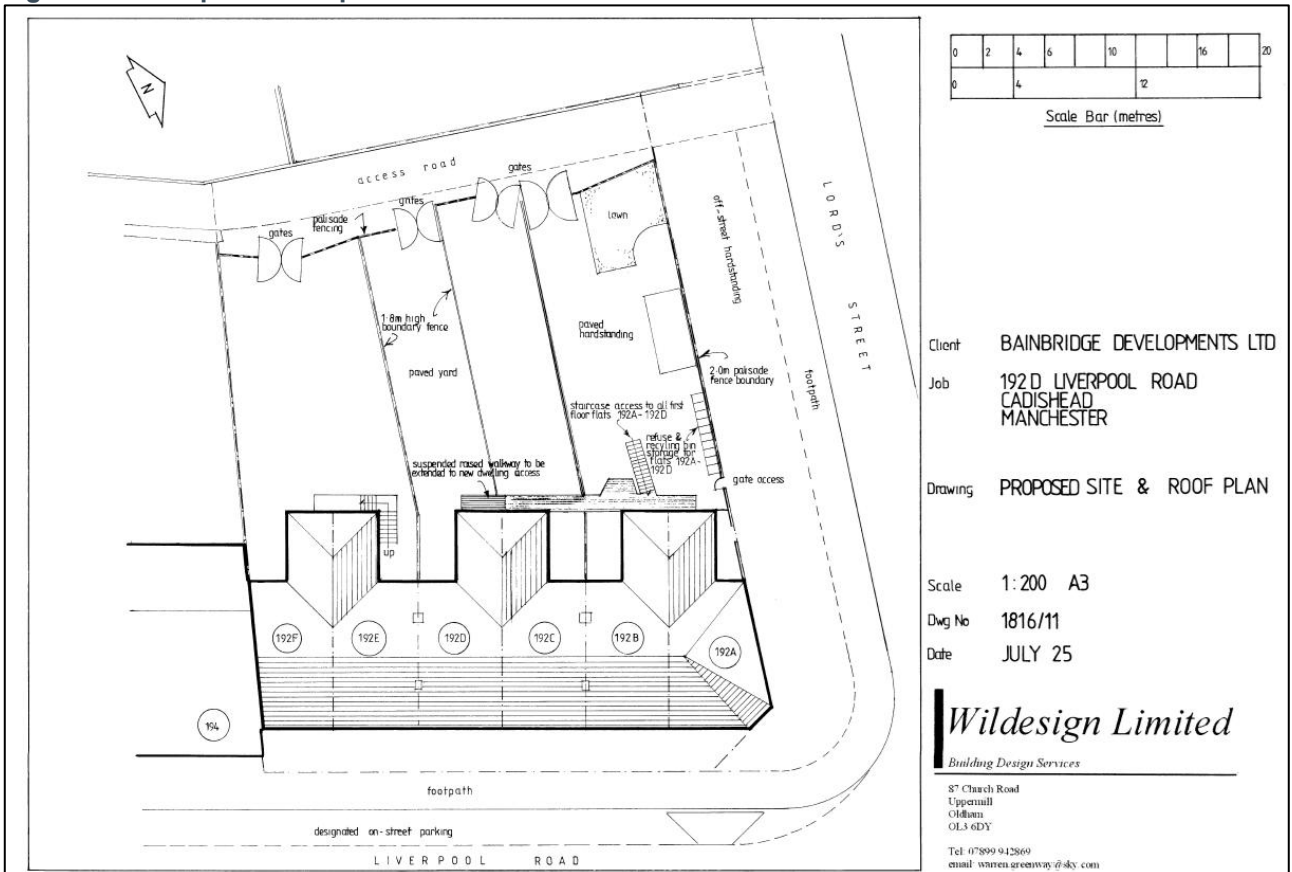 N
access road
gates
gates
gates
palisade
fencing
lawn
off-street hardstanding
LORD'S STREET
1·8m high
boundary fence
paved
hardstanding
paved yard
2·0m palisade
fence boundary
footpath
staircase access to all first
floor flats 192A-192D
refuse &
recyling bin
storage for
flats 192A-
192D
suspended raised walkway to be
extended to new dwelling access
gate access
up
192F
192E
192D
192C
192B
192A
194
footpath
designated on-street parking
LIVERPOOL ROAD
0 2 4 6 10 16 20
0 4 12
Scale Bar (metres)
Client BAINBRIDGE DEVELOPMENTS LTD
Job 192D LIVERPOOL ROAD
CADISHEAD
MANCHESTER
Drawing PROPOSED SITE & ROOF PLAN
Scale 1:200 A3
Dwg No 1816/11
Date JULY 25
Wildesign Limited
Building Design Services
87 Church Road
Uppermill
Oldham
OL3 6DY
Tel: 07899 942869
email: warren.greenway@sky.com